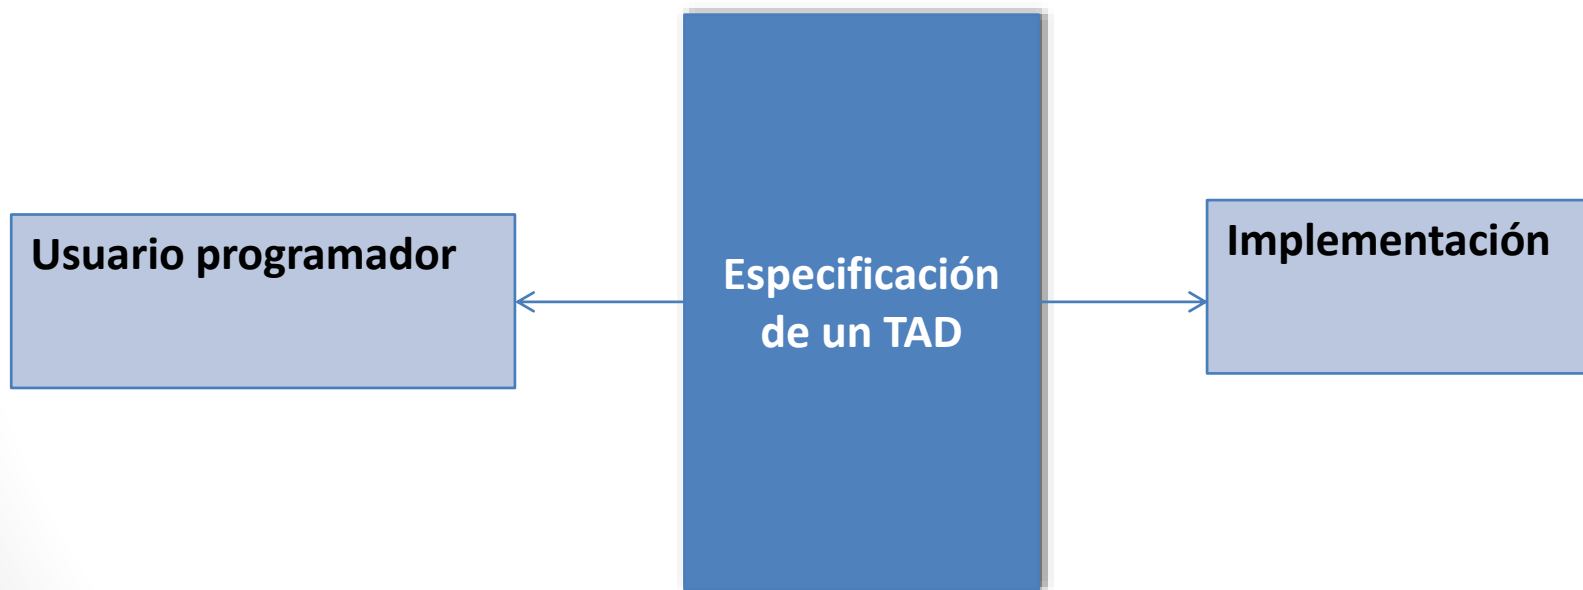 Usuario programador
Especificación
de un TAD
Implementación